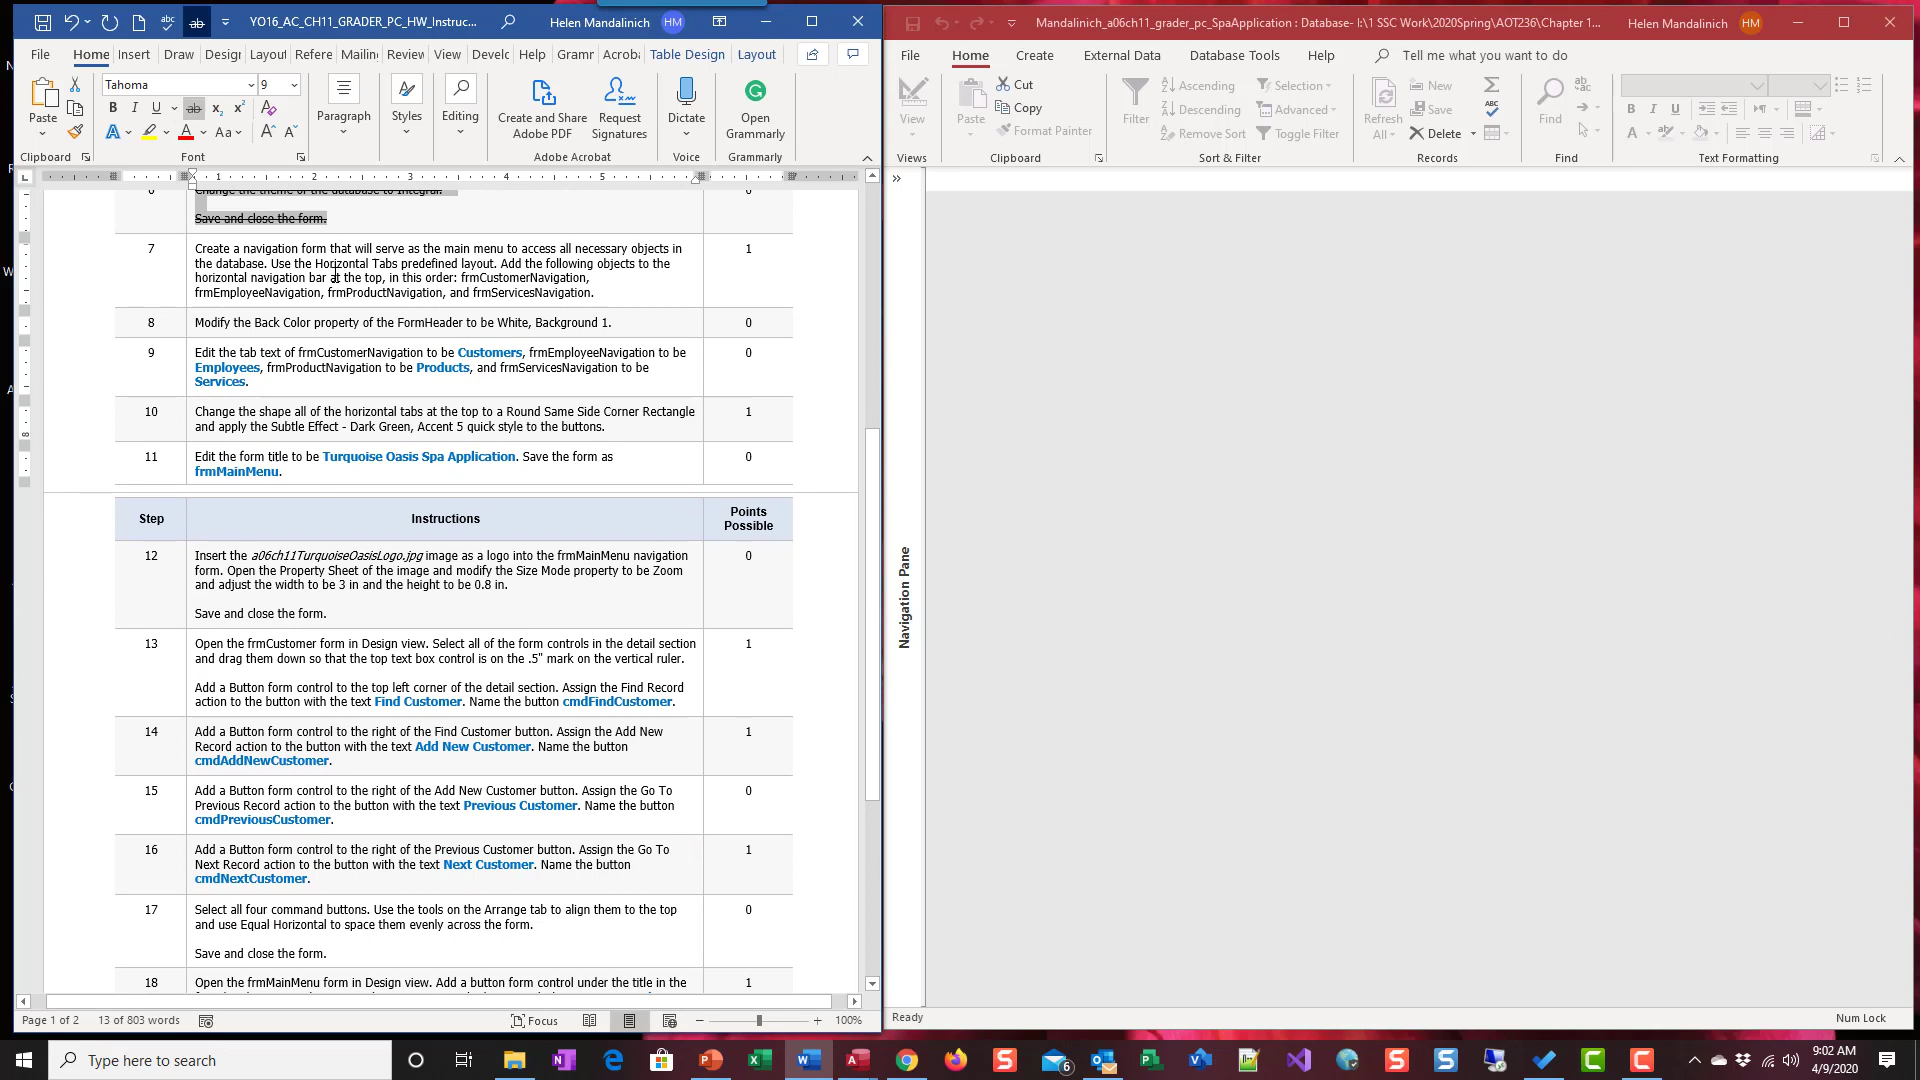 YO16_AC_CH11_GRADER_PC_HW_Instruc...
Helen Mandalinich
HM
File Home Insert Draw Design Layout Refere Mailing Review View Develo Help Gramr Acroba Table Design Layout
Tahoma 9
Paste
Paragraph
Styles
Editing
Create and Share Adobe PDF
Request Signatures
Dictate
Open Grammarly
Clipboard Font Adobe Acrobat Voice Grammarly
Change the theme of the database to Integral.
Save and close the form.
7 Create a navigation form that will serve as the main menu to access all necessary objects in 1
the database. Use the Horizontal Tabs predefined layout. Add the following objects to the
horizontal navigation bar at the top, in this order: frmCustomerNavigation,
frmEmployeeNavigation, frmProductNavigation, and frmServicesNavigation.
8 Modify the Back Color property of the FormHeader to be White, Background 1. 0
9 Edit the tab text of frmCustomerNavigation to be Customers, frmEmployeeNavigation to be 0
Employees, frmProductNavigation to be Products, and frmServicesNavigation to be
Services.
10 Change the shape all of the horizontal tabs at the top to a Round Same Side Corner Rectangle 1
and apply the Subtle Effect - Dark Green, Accent 5 quick style to the buttons.
11 Edit the form title to be Turquoise Oasis Spa Application. Save the form as 0
frmMainMenu.
Step Instructions Points Possible
12 Insert the a06ch11TurquoiseOasisLogo.jpg image as a logo into the frmMainMenu navigation 0
form. Open the Property Sheet of the image and modify the Size Mode property to be Zoom
and adjust the width to be 3 in and the height to be 0.8 in.
Save and close the form.
13 Open the frmCustomer form in Design view. Select all of the form controls in the detail section 1
and drag them down so that the top text box control is on the .5" mark on the vertical ruler.
Add a Button form control to the top left corner of the detail section. Assign the Find Record
action to the button with the text Find Customer. Name the button cmdFindCustomer.
14 Add a Button form control to the right of the Find Customer button. Assign the Add New 1
Record action to the button with the text Add New Customer. Name the button
cmdAddNewCustomer.
15 Add a Button form control to the right of the Add New Customer button. Assign the Go To 0
Previous Record action to the button with the text Previous Customer. Name the button
cmdPreviousCustomer.
16 Add a Button form control to the right of the Previous Customer button. Assign the Go To 1
Next Record action to the button with the text Next Customer. Name the button
cmdNextCustomer.
17 Select all four command buttons. Use the tools on the Arrange tab to align them to the top 0
and use Equal Horizontal to space them evenly across the form.
Save and close the form.
18 Open the frmMainMenu form in Design view. Add a button form control under the title in the 1
Page 1 of 2 13 of 803 words Focus 100%
Mandalinich_a06ch11_grader_pc_SpaApplication : Database- I:\1 SSC Work\2020Spring\AOT236\Chapter 1...
Helen Mandalinich
HM
File Home Create External Data Database Tools Help Tell me what you want to do
View
Paste
Cut
Copy
Format Painter
Filter
Ascending
Descending
Remove Sort
Selection
Advanced
Toggle Filter
Refresh All
New
Save
Delete
Find
Views Clipboard Sort & Filter Records Find Text Formatting
Navigation Pane
Ready
Num Lock
Type here to search
6
9:02 AM
4/9/2020